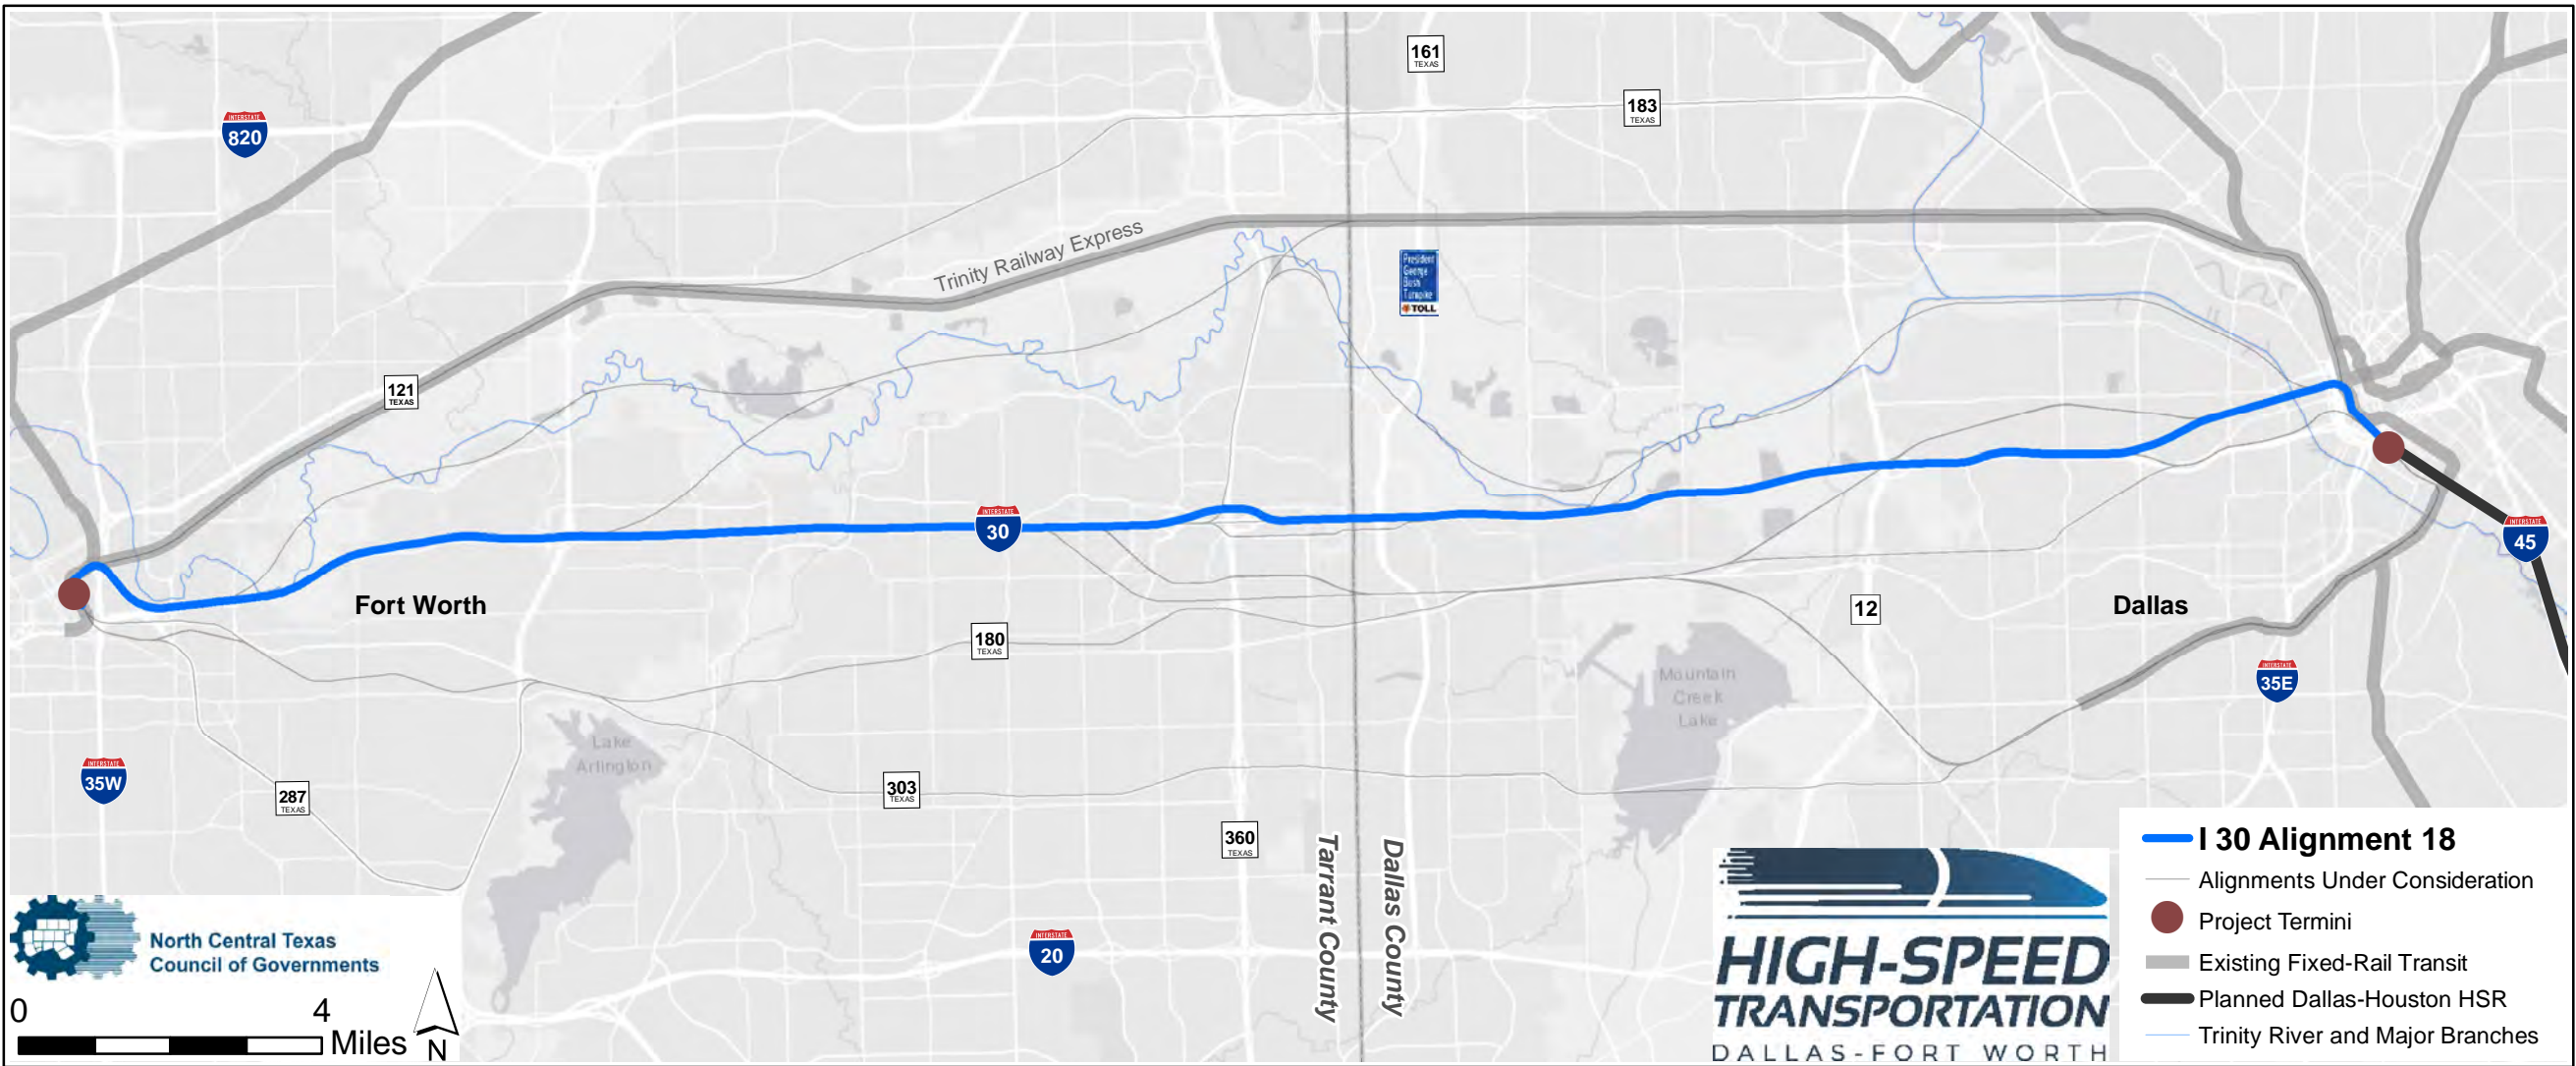 161
TEXAS
183
TEXAS
INTERSTATE
820
Trinity Railway Express
President
George
Bush
Turnpike
TOLL
121
TEXAS
INTERSTATE
30
INTERSTATE
45
Fort Worth
12
Dallas
180
TEXAS
Mountain
Creek
Lake
INTERSTATE
35E
Lake
Arlington
INTERSTATE
35W
287
TEXAS
303
TEXAS
360
TEXAS
Tarrant County
Dallas County
INTERSTATE
20
North Central Texas
Council of Governments
0 4
Miles
N
HIGH-SPEED
TRANSPORTATION
DALLAS-FORT WORTH
I 30 Alignment 18
Alignments Under Consideration
Project Termini
Existing Fixed-Rail Transit
Planned Dallas-Houston HSR
Trinity River and Major Branches